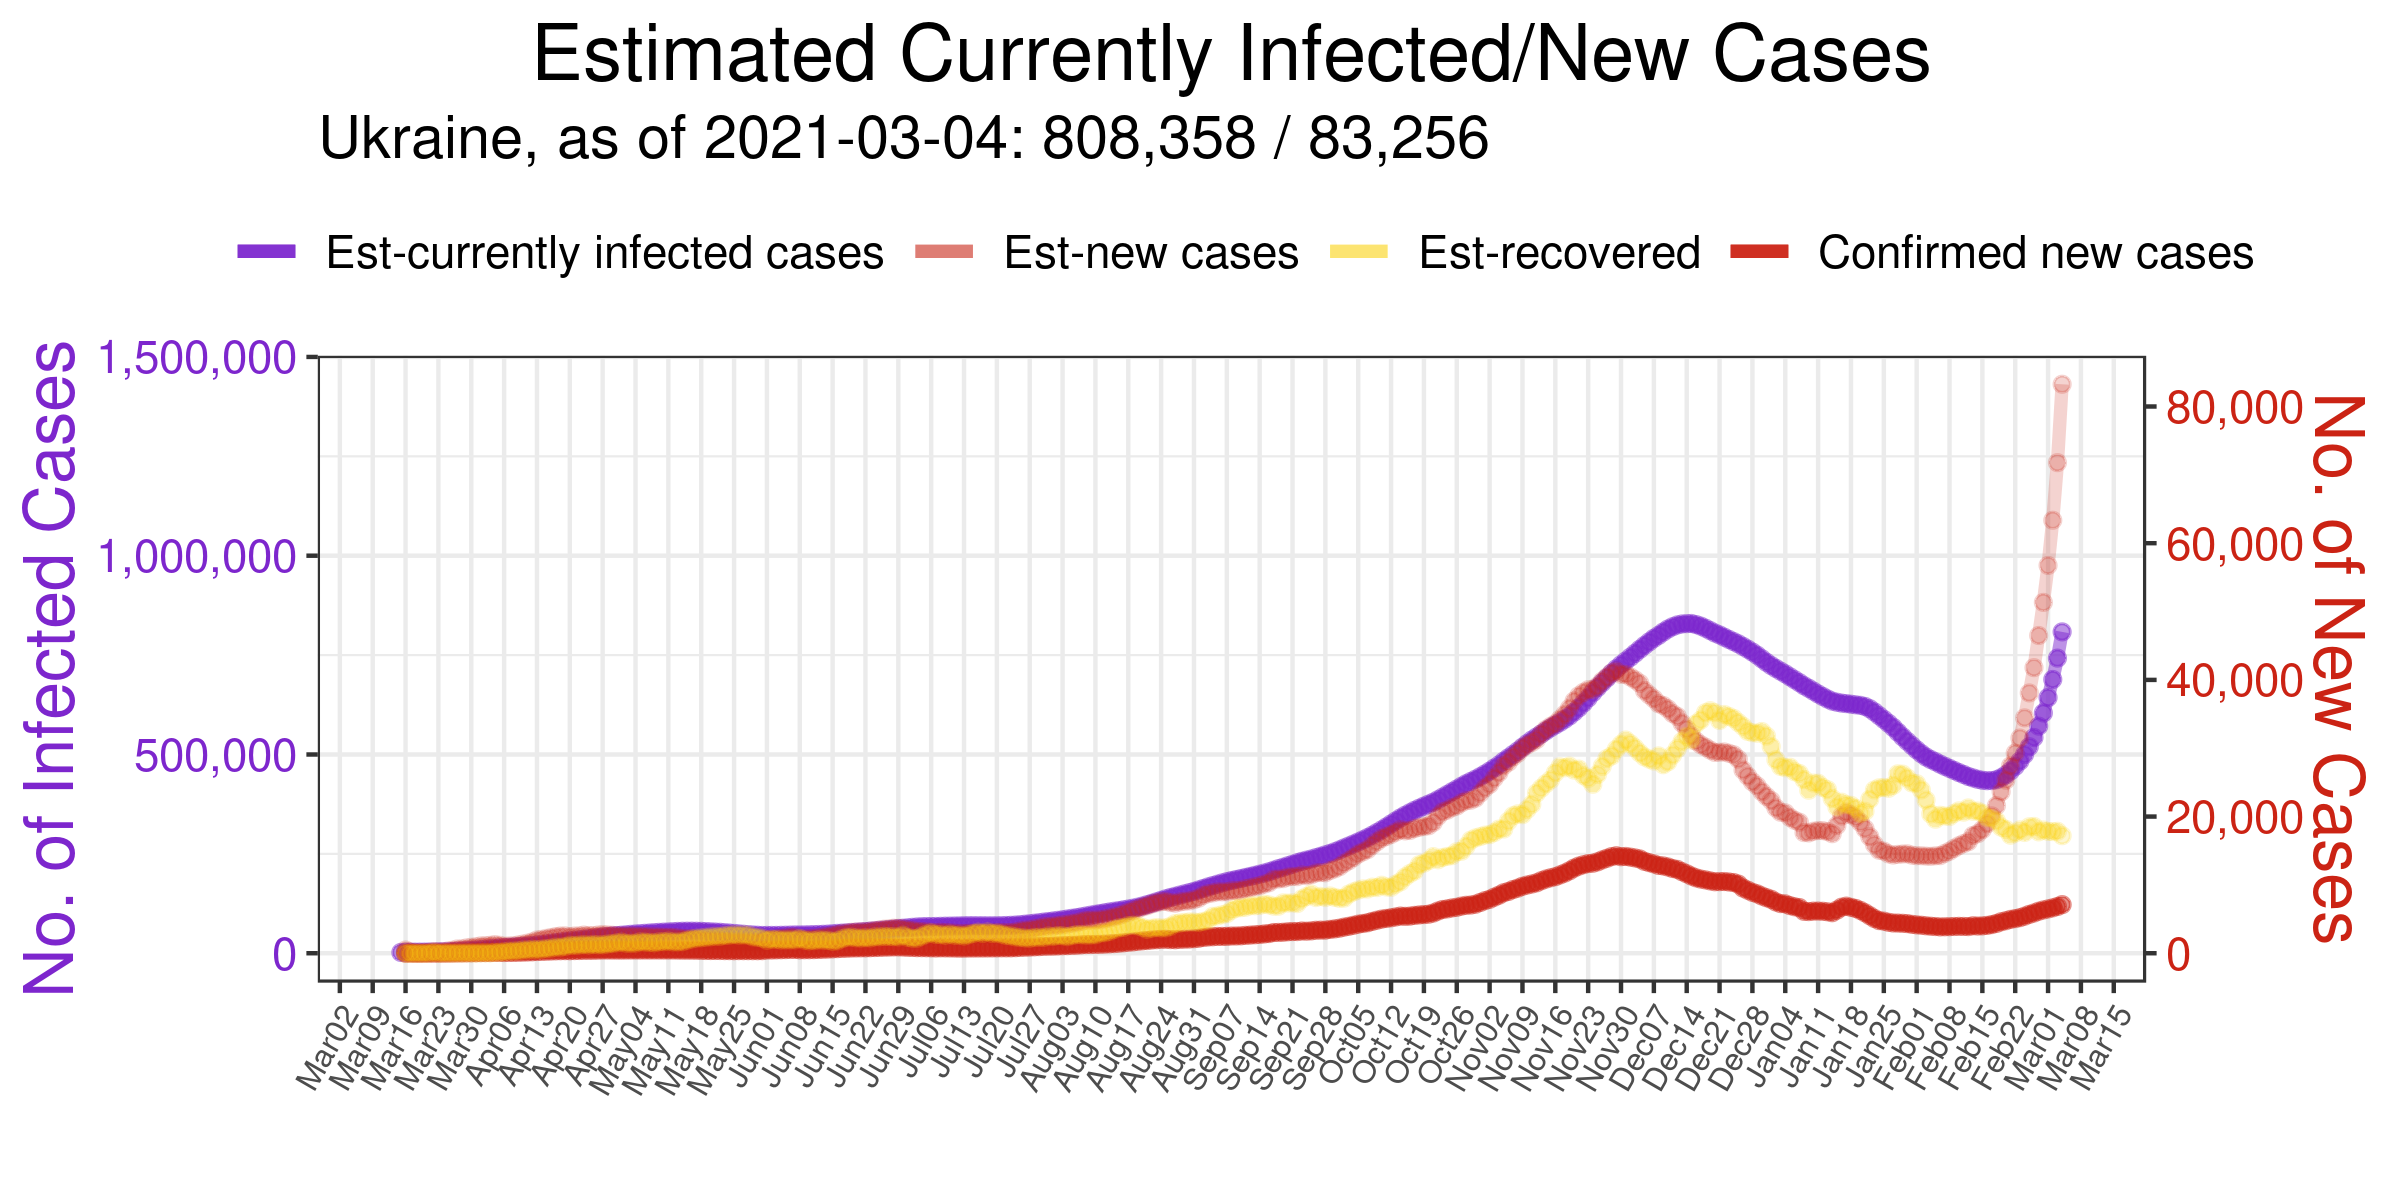 Estimated Currently Infected/New Cases
Ukraine, as of 2021-03-04: 808,358 / 83,256
Est-currently infected cases Est-new cases Est-recovered Confirmed new cases
No. of Infected Cases
1,500,000
1,000,000
500,000
0
80,000
60,000
40,000
20,000
0
No. of New Cases
Mar02 Mar09 Mar16 Mar23 Mar30 Apr06 Apr13 Apr20 Apr27 May04 May11 May18 May25 Jun01 Jun08 Jun15 Jun22 Jun29 Jul06 Jul13 Jul20 Jul27 Aug03 Aug10 Aug17 Aug24 Aug31 Sep07 Sep14 Sep21 Sep28 Oct05 Oct12 Oct19 Oct26 Nov02 Nov09 Nov16 Nov23 Nov30 Dec07 Dec14 Dec21 Dec28 Jan04 Jan11 Jan18 Jan25 Feb01 Feb08 Feb15 Feb22 Mar01 Mar08 Mar15